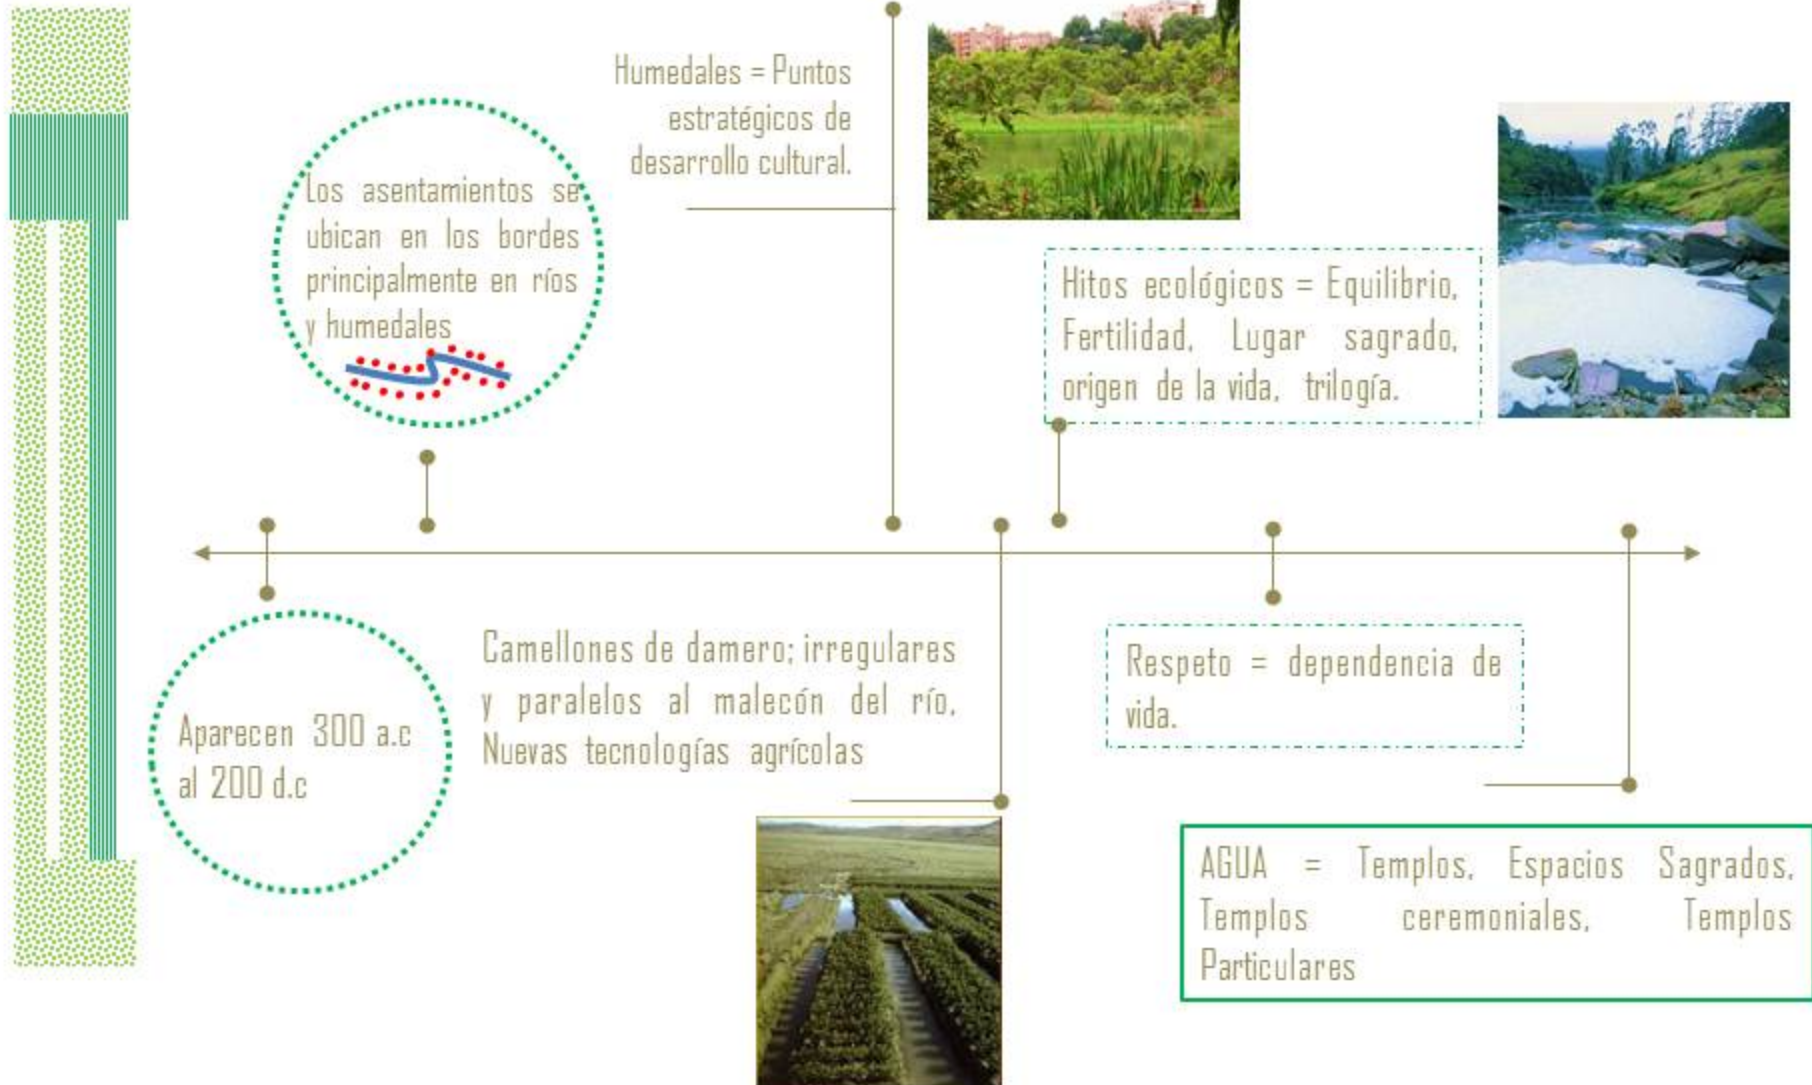 Humedales = Puntos
estratégicos de
desarrollo cultural.
Los asentamientos se
ubican en los bordes
principalmente en ríos
y humedales
Hitos ecológicos = Equilibrio,
Fertilidad, Lugar sagrado,
origen de la vida, trilogía.
Aparecen 300 a.c
al 200 d.c
Camellones de damero; irregulares
y paralelos al malecón del río,
Nuevas tecnologías agrícolas
Respeto = dependencia de
vida.
AGUA = Templos, Espacios Sagrados,
Templos ceremoniales, Templos
Particulares